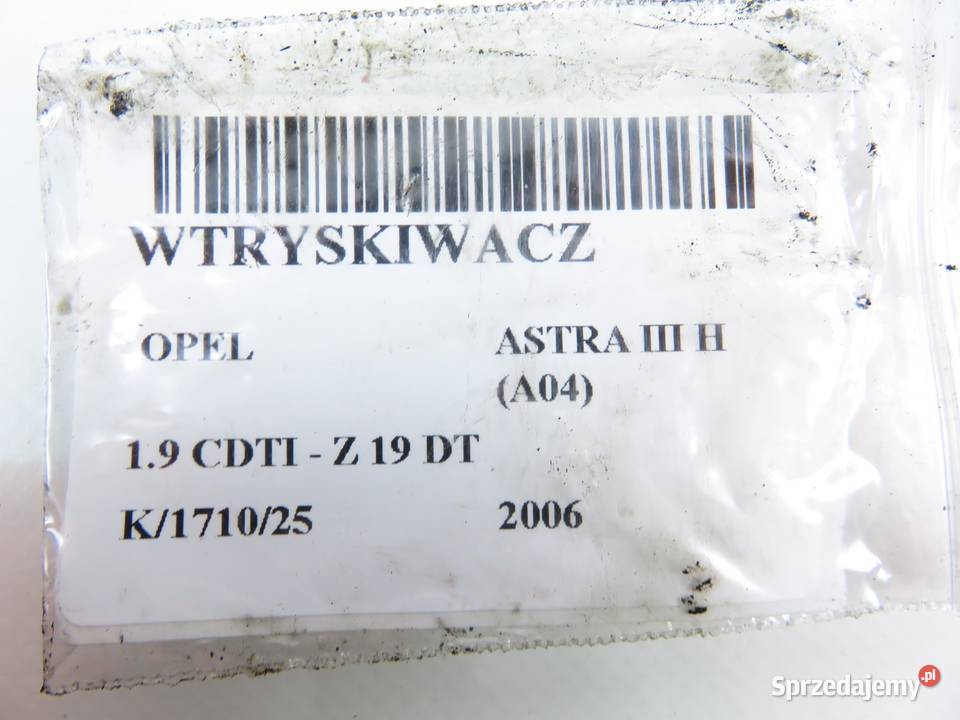 WTRYSKIWACZ
OPEL ASTRA III H
(A04)
1.9 CDTI - Z 19 DT
K/1710/25 2006
Sprzedajemy.pl